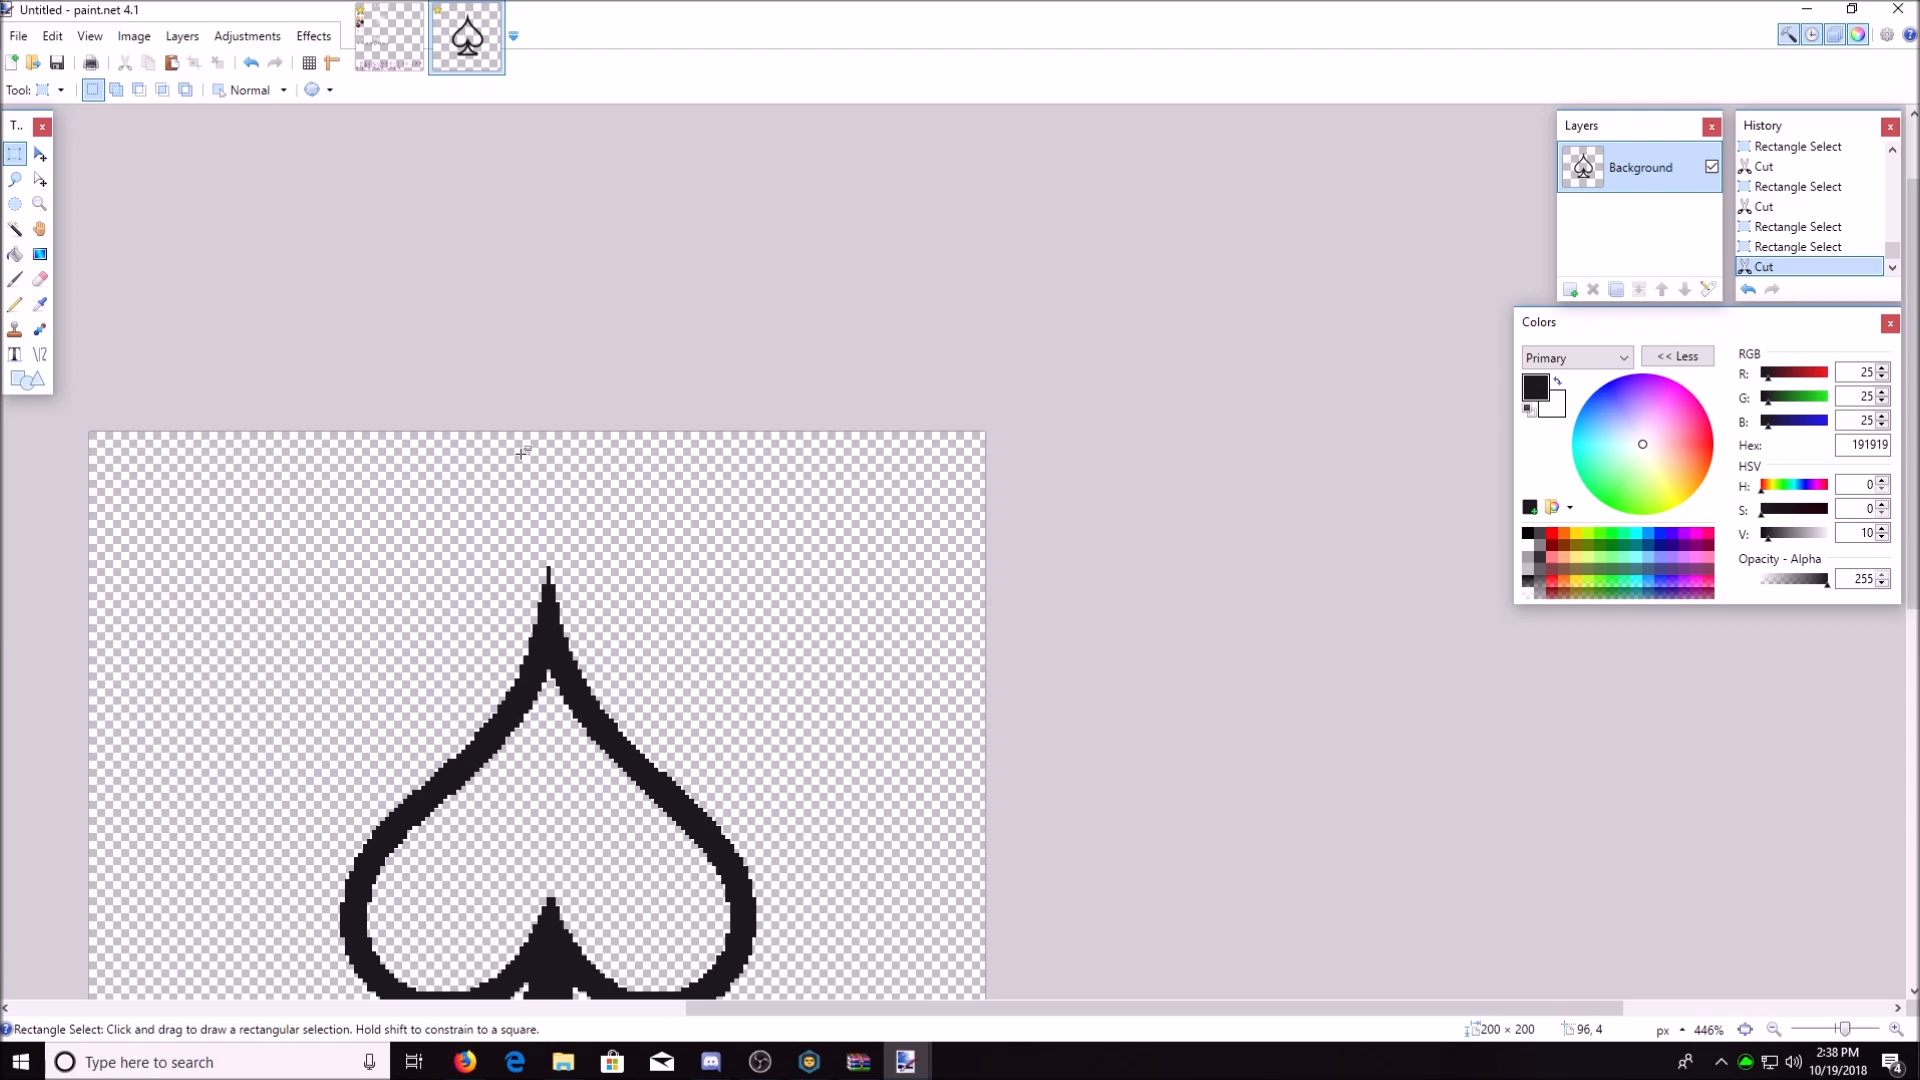 Untitled - paint.net 4.1
File Edit View Image Layers Adjustments Effects
Tool: Normal
T..
Layers
Background
History
Rectangle Select
Cut
Rectangle Select
Cut
Rectangle Select
Rectangle Select
Cut
Colors
Primary
<< Less
RGB
R: 25
G: 25
B: 25
Hex: 191919
HSV
H: 0
S: 0
V: 10
Opacity - Alpha
255
Rectangle Select: Click and drag to draw a rectangular selection. Hold shift to constrain to a square.
200 × 200
96, 4
px
446%
Type here to search
2:38 PM
10/19/2018
4